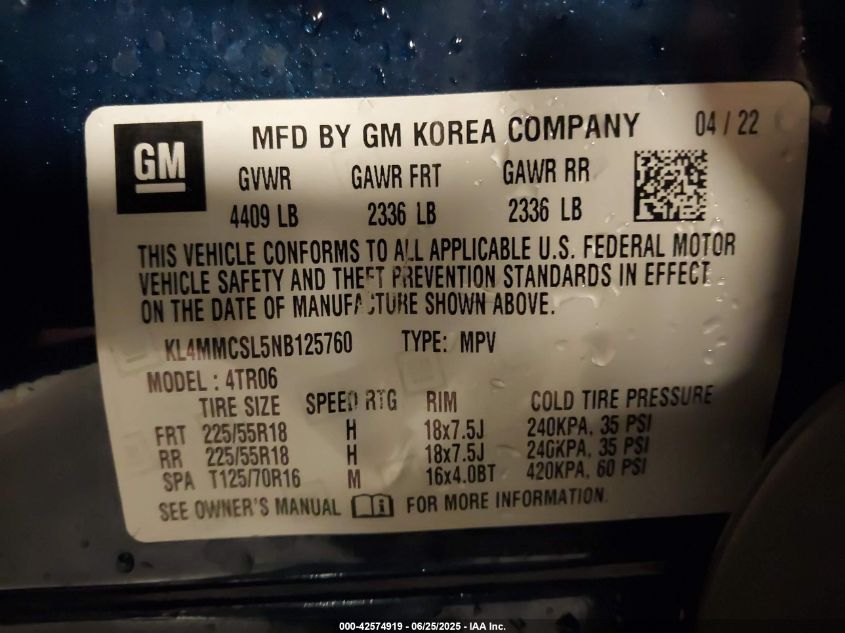 GM
MFD BY GM KOREA COMPANY 04 / 22
GVWR GAWR FRT GAWR RR
4409 LB 2336 LB 2336 LB
THIS VEHICLE CONFORMS TO ALL APPLICABLE U.S. FEDERAL MOTOR
VEHICLE SAFETY AND THEFT PREVENTION STANDARDS IN EFFECT
ON THE DATE OF MANUFACTURE SHOWN ABOVE.
KL4MMCSL5NB125760 TYPE: MPV
MODEL : 4TR06
TIRE SIZE SPEED RTG RIM COLD TIRE PRESSURE
FRT 225/55R18 H 18x7.5J 240KPA, 35 PSI
RR 225/55R18 H 18x7.5J 240KPA, 35 PSI
SPA T125/70R16 M 16x4.0BT 420KPA, 60 PSI
SEE OWNER'S MANUAL i FOR MORE INFORMATION.
000-42574919 - 06/25/2025 - IAA Inc.